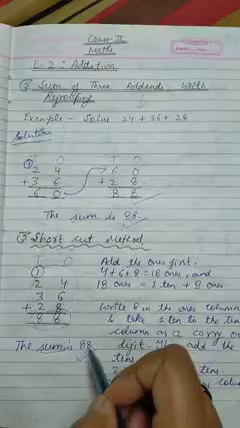 Class-II
Maths
L-2: Addition
Sum of Three Addends with
Regrouping
Example - Solve 24 + 36 + 28
Solution
T O T O
① 2 4 6 0
+ 3 6 + 2 8
6 0 8 8
The sum is 88.
Short cut Method
T O Add the ones first.
① 4+6+8=18 ones, and
2 4 18 ones = 1 ten + 8 ones
3 6
+ 2 8 Write 8 in the ones column
8 8 & take 1 ten to the
column as a carry
The sum is 88. digit. add the
tens
2 tens